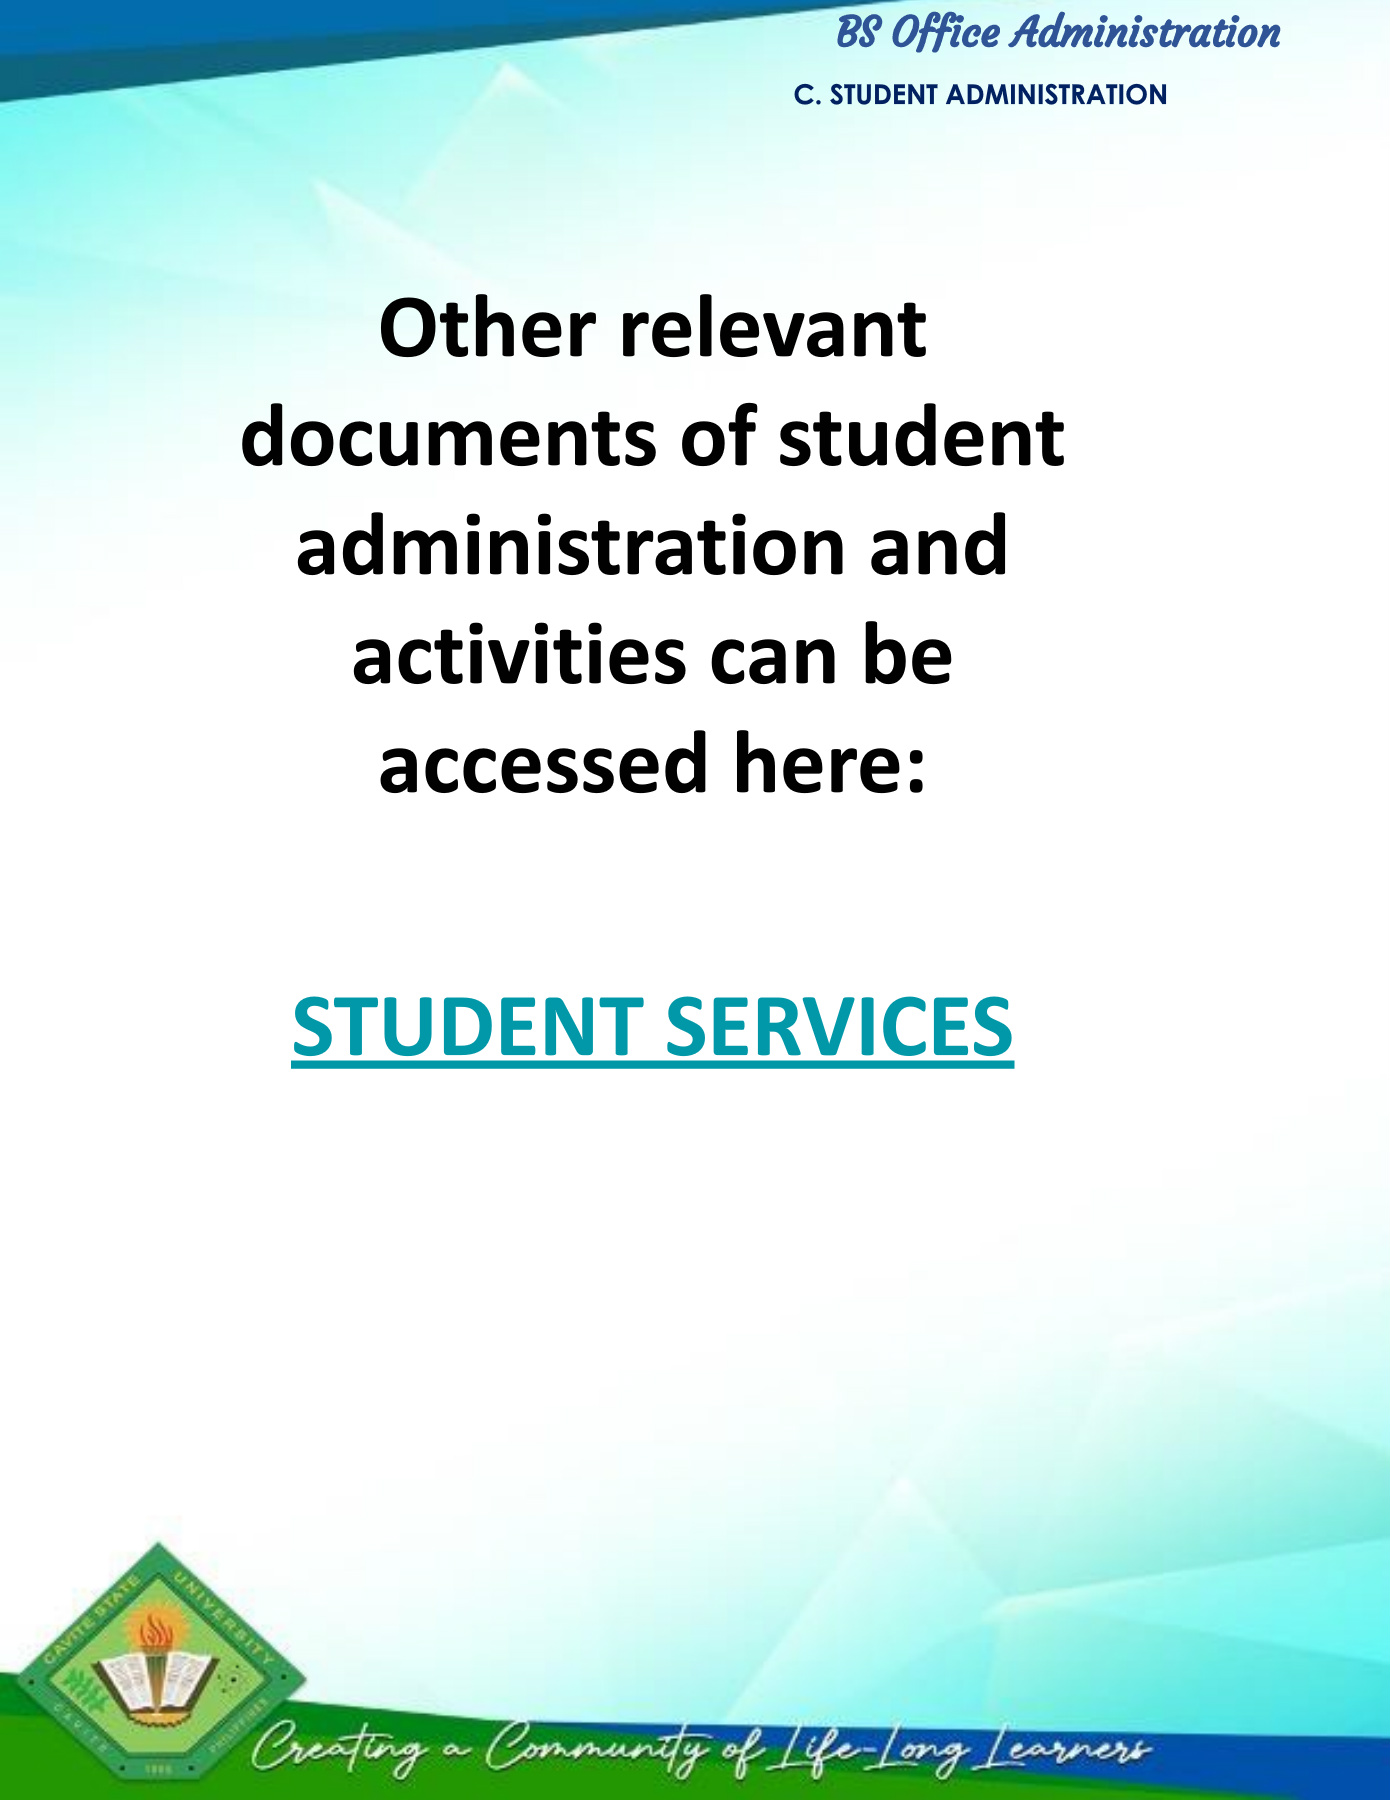 BS Office Administration
C. STUDENT ADMINISTRATION
Other relevant
documents of student
administration and
activities can be
accessed here:
STUDENT SERVICES
CAVITE STATE UNIVERSITY
CAVITE
PHILIPPINES
1906
Creating a Community of Life-Long Learners